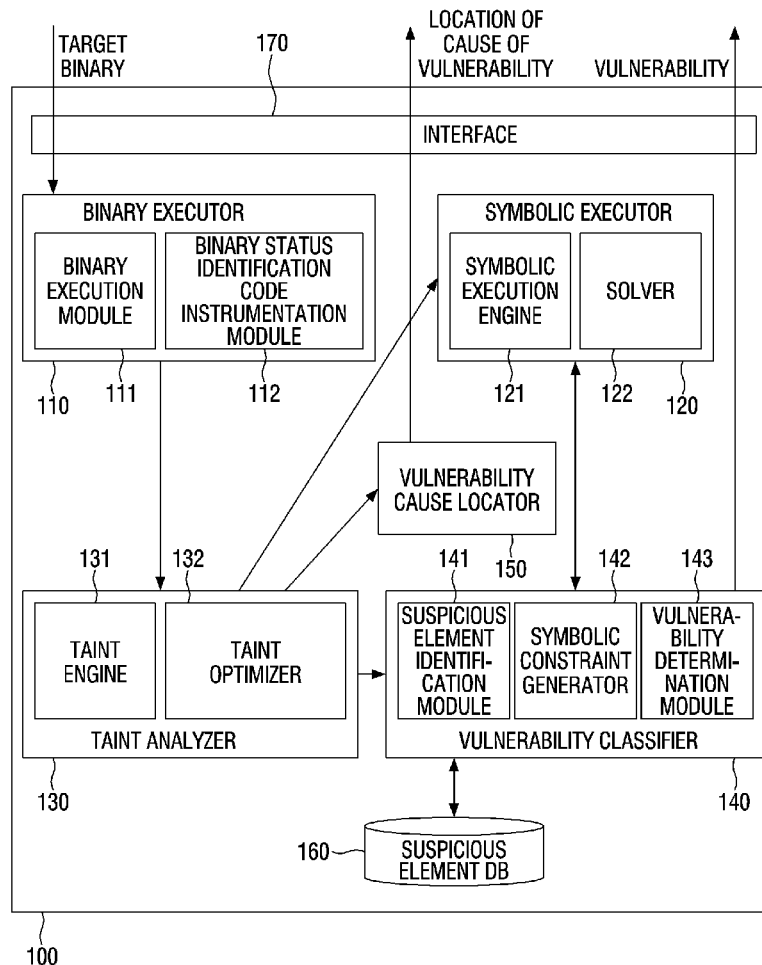 TARGET
BINARY
170
LOCATION OF
CAUSE OF
VULNERABILITY
VULNERABILITY
INTERFACE
BINARY EXECUTOR
BINARY
EXECUTION
MODULE
BINARY STATUS
IDENTIFICATION
CODE
INSTRUMENTATION
MODULE
110
111
112
SYMBOLIC EXECUTOR
SYMBOLIC
EXECUTION
ENGINE
SOLVER
121
122
120
VULNERABILITY
CAUSE LOCATOR
150
131
132
TAINT
ENGINE
TAINT
OPTIMIZER
TAINT ANALYZER
130
141
142
143
SUSPICIOUS
ELEMENT
IDENTIFI-
CATION
MODULE
SYMBOLIC
CONSTRAINT
GENERATOR
VULNERA-
BILITY
DETERMI-
NATION
MODULE
VULNERABILITY CLASSIFIER
140
160
SUSPICIOUS
ELEMENT DB
100